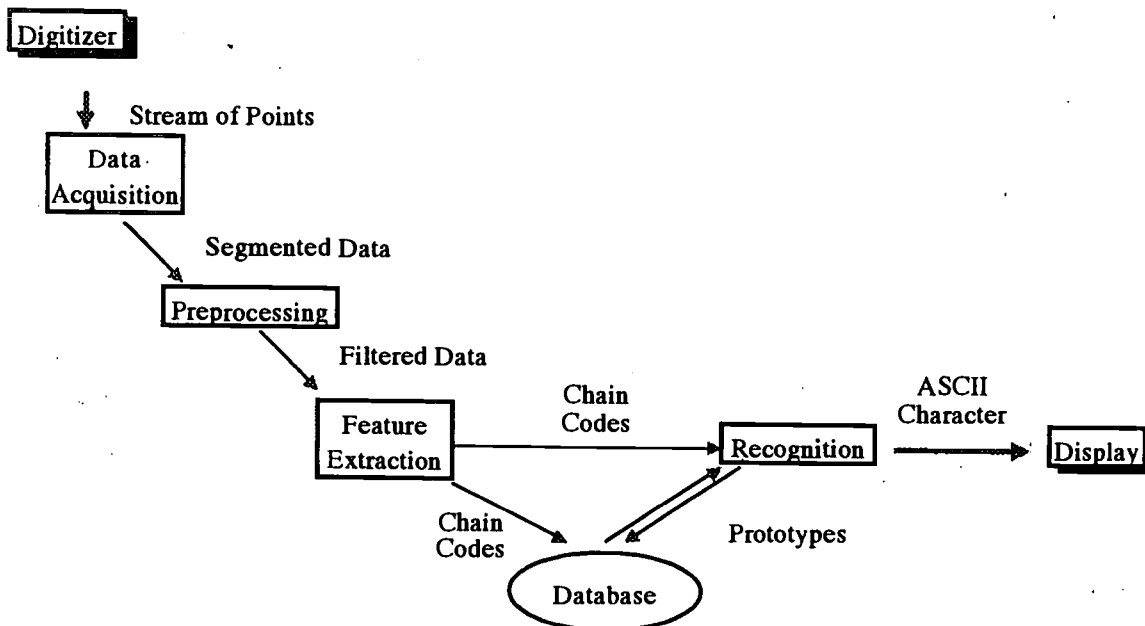 Digitizer
Stream of Points
Data
Acquisition
Segmented Data
Preprocessing
Filtered Data
Feature
Extraction
Chain
Codes
Recognition
ASCII
Character
Display
Chain
Codes
Prototypes
Database